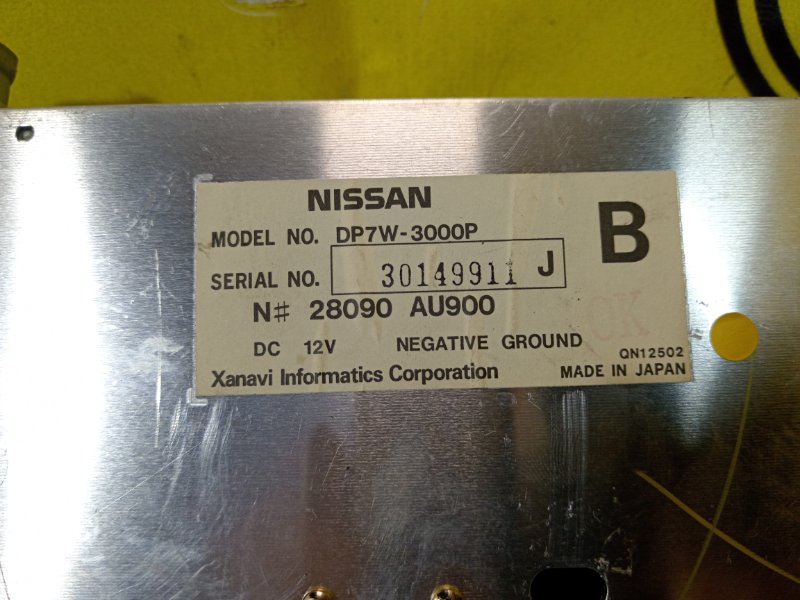 NISSAN
MODEL NO. DP7W-3000P
B
SERIAL NO. 30149911 J
N# 28090 AU900
DC 12V NEGATIVE GROUND
CK
QN12502
Xanavi Informatics Corporation MADE IN JAPAN